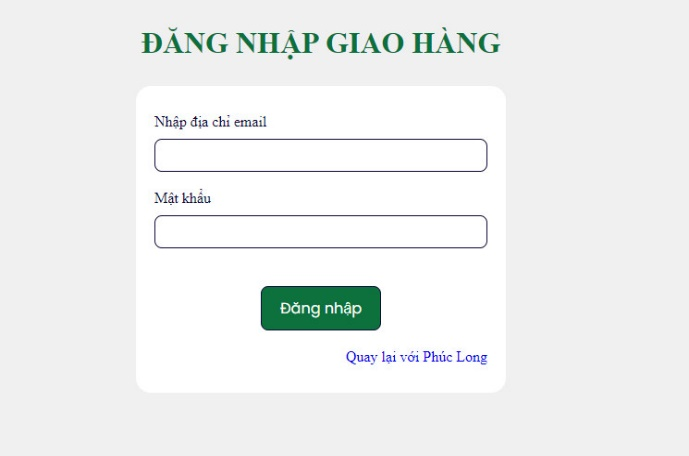 ĐĂNG NHẬP GIAO HÀNG
Nhập địa chỉ email
Mật khẩu
Đăng nhập
Quay lại với Phúc Long